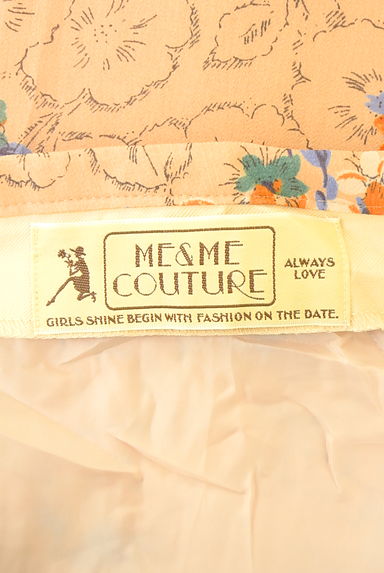 ME&ME
COUTURE
ALWAYS
LOVE
GIRLS SHINE BEGIN WITH FASHION ON THE DATE.